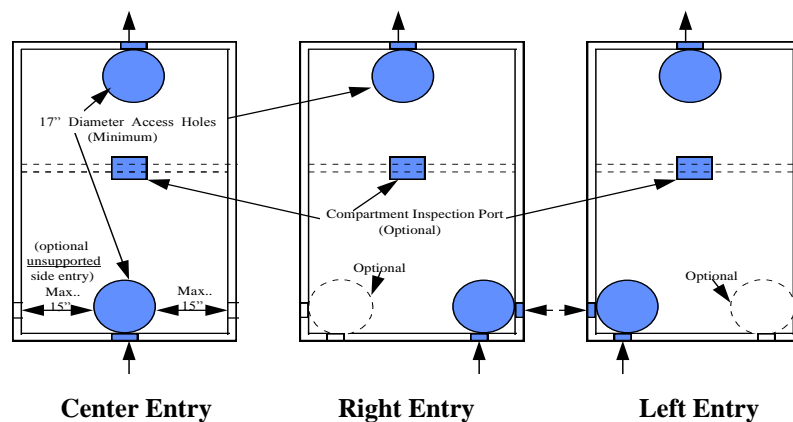 17” Diameter Access Holes
(Minimum)
Compartment Inspection Port
(Optional)
(optional
unsupported
side entry)
Max..
15”
Max..
15”
Optional
Optional
Center Entry
Right Entry
Left Entry